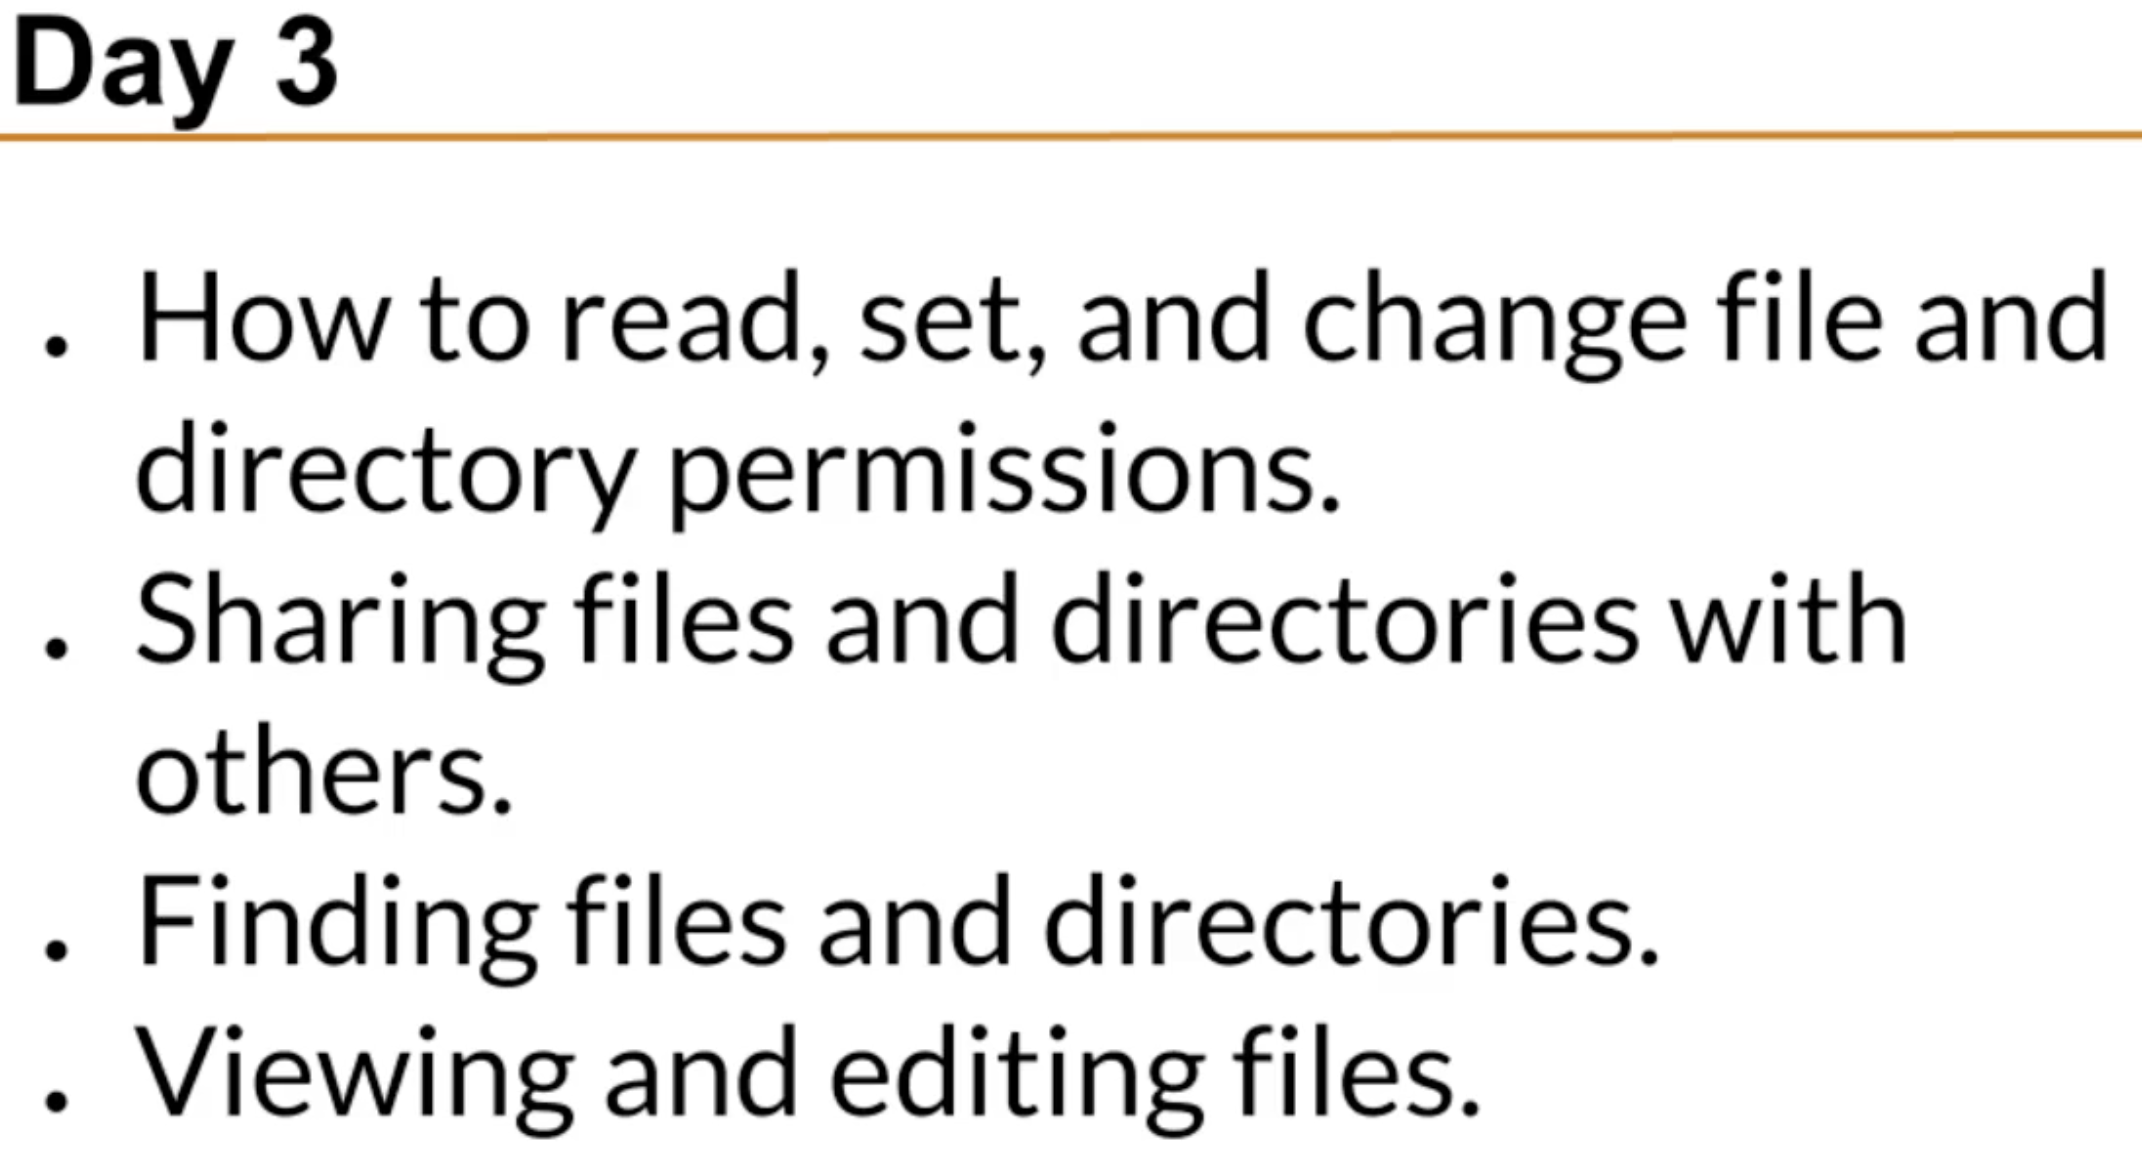 Day 3
• How to read, set, and change file and
directory permissions.
• Sharing files and directories with
others.
• Finding files and directories.
• Viewing and editing files.